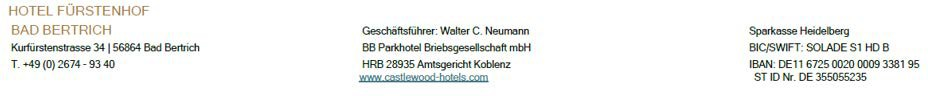 HOTEL FÜRSTENHOF
BAD BERTRICH
Kurfürstenstrasse 34 | 56864 Bad Bertrich
T. +49 (0) 2674 - 93 40
Geschäftsführer: Walter C. Neumann
BB Parkhotel Briebsgesellschaft mbH
HRB 28935 Amtsgericht Koblenz
www.castlewood-hotels.com
Sparkasse Heidelberg
BIC/SWIFT: SOLADE S1 HD B
IBAN: DE11 6725 0020 0009 3381 95
ST ID Nr. DE 355055235